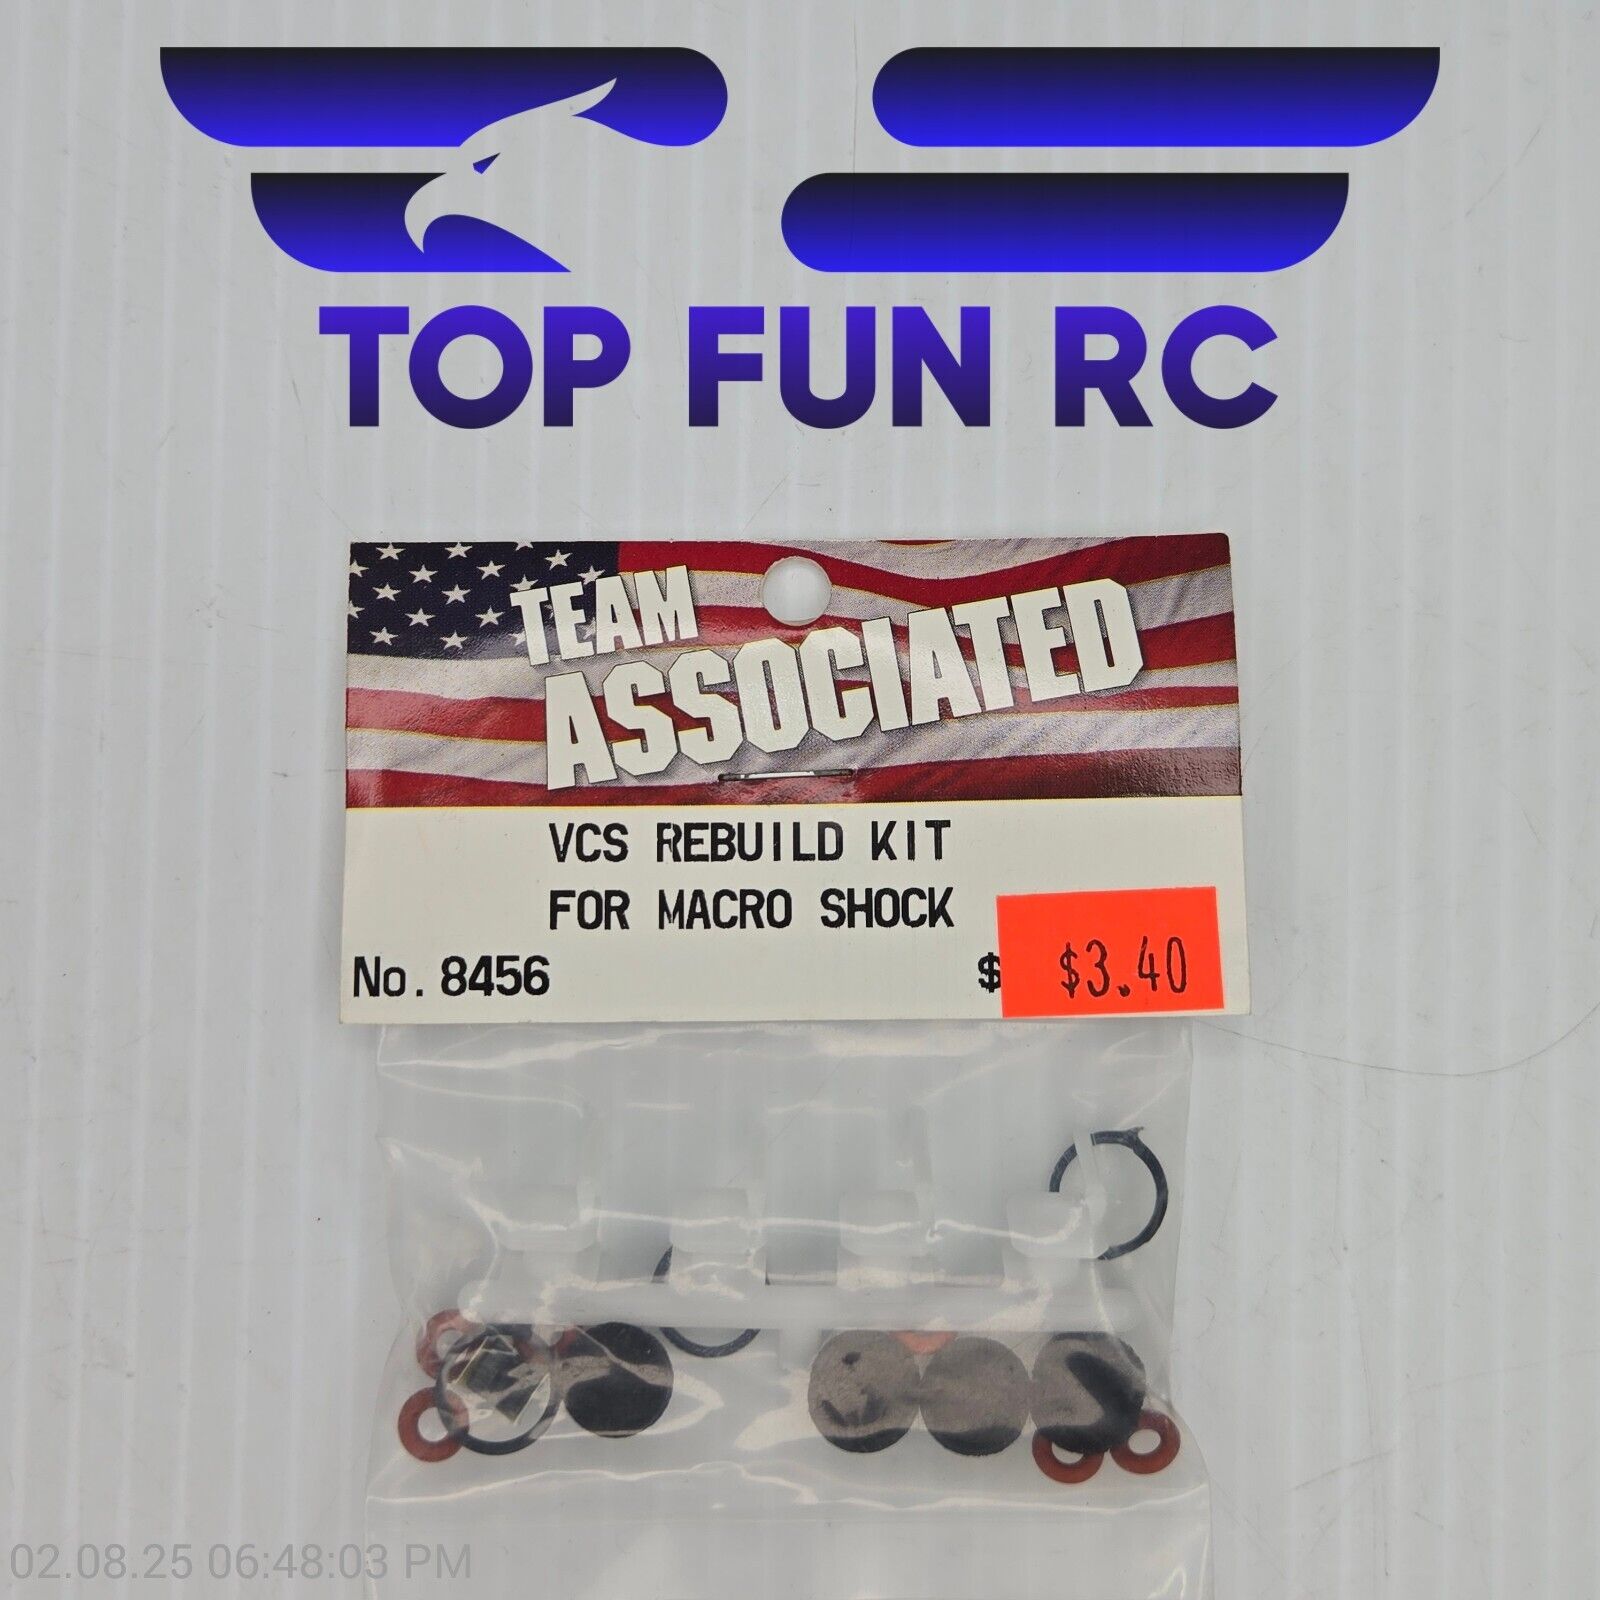 TOP FUN RC
TEAM
ASSOCIATED
VCS REBUILD KIT
FOR MACRO SHOCK
No. 8456 $ $3.40
02.08.25 06:48:03 PM